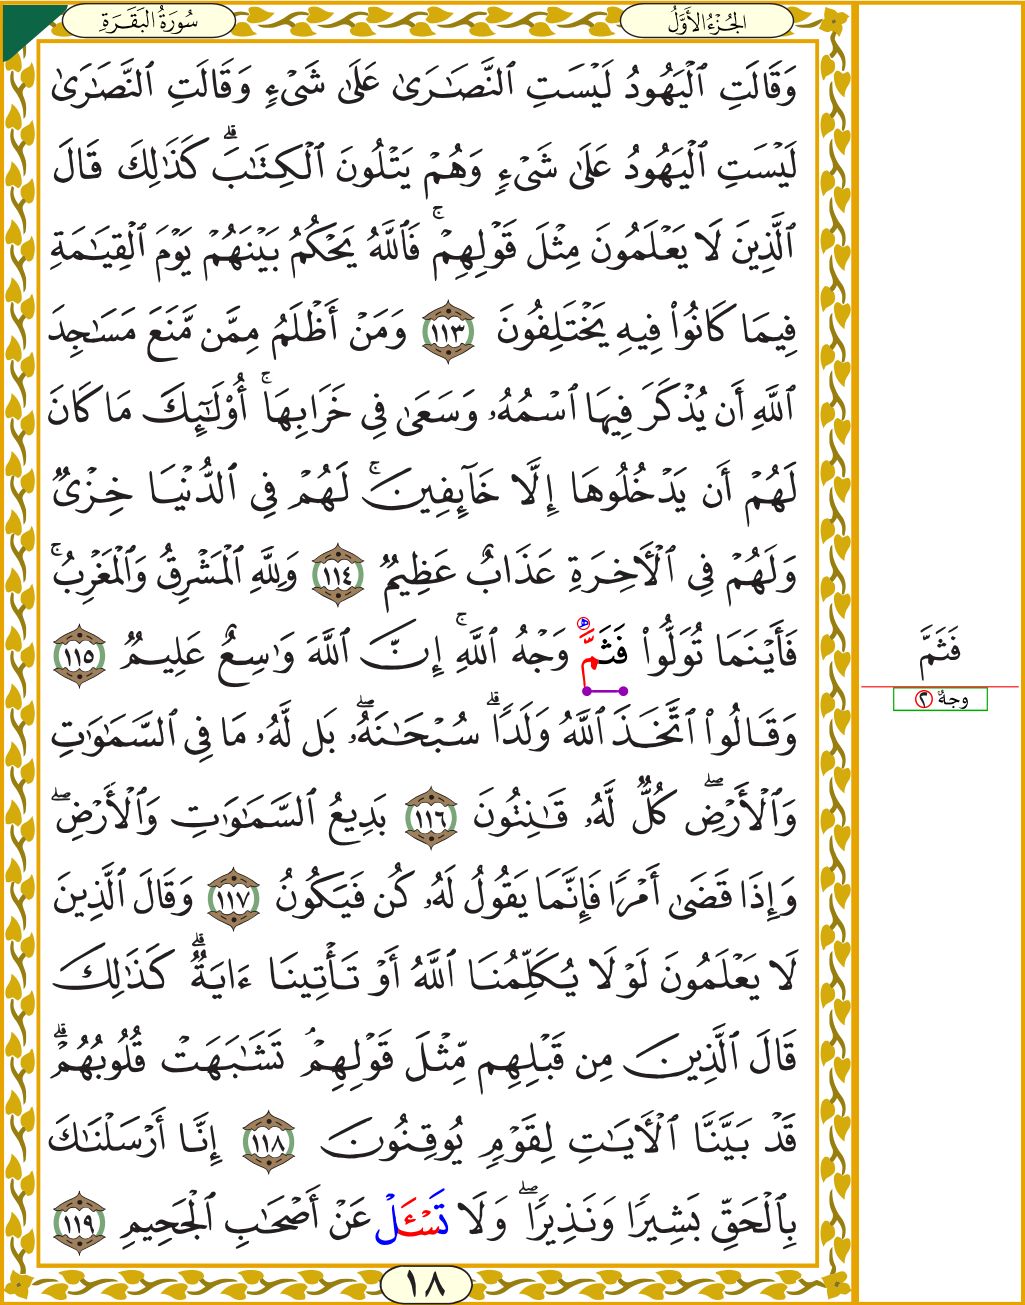 سُورَةُ البَقَرَةِ
الجُزْءُ الأَوَّلُ
وَقَالَتِ ٱلۡيَهُودُ لَيۡسَتِ ٱلنَّصَٰرَىٰ عَلَىٰ شَىۡءٖ وَقَالَتِ ٱلنَّصَٰرَىٰ
لَيۡسَتِ ٱلۡيَهُودُ عَلَىٰ شَىۡءٖ وَهُمۡ يَتۡلُونَ ٱلۡكِتَٰبَۗ كَذَٰلِكَ قَالَ
ٱلَّذِينَ لَا يَعۡلَمُونَ مِثۡلَ قَوۡلِهِمۡۚ فَٱللَّهُ يَحۡكُمُ بَيۡنَهُمۡ يَوۡمَ ٱلۡقِيَٰمَةِ
فِيمَا كَانُواْ فِيهِ يَخۡتَلِفُونَ ١١٣ وَمَنۡ أَظۡلَمُ مِمَّن مَّنَعَ مَسَٰجِدَ
ٱللَّهِ أَن يُذۡكَرَ فِيهَا ٱسۡمُهُۥ وَسَعَىٰ فِي خَرَابِهَاۚ أُوْلَٰٓئِكَ مَا كَانَ
لَهُمۡ أَن يَدۡخُلُوهَا إِلَّا خَآئِفِينَۚ لَهُمۡ فِي ٱلدُّنۡيَا خِزۡيٞ
وَلَهُمۡ فِي ٱلۡأٓخِرَةِ عَذَابٌ عَظِيمٞ ١١٤ وَلِلَّهِ ٱلۡمَشۡرِقُ وَٱلۡمَغۡرِبُۚ
فَأَيۡنَمَا تُوَلُّواْ فَثَمَّ وَجۡهُ ٱللَّهِۚ إِنَّ ٱللَّهَ وَٰسِعٌ عَلِيمٞ ١١٥
فَثَمَّ
وجهٌ ٢
وَقَالُواْ ٱتَّخَذَ ٱللَّهُ وَلَدٗاۗ سُبۡحَٰنَهُۥۖ بَل لَّهُۥ مَا فِي ٱلسَّمَٰوَٰتِ
وَٱلۡأَرۡضِۖ كُلّٞ لَّهُۥ قَٰنِتُونَ ١١٦ بَدِيعُ ٱلسَّمَٰوَٰتِ وَٱلۡأَرۡضِۖ
وَإِذَا قَضَىٰٓ أَمۡرٗا فَإِنَّمَا يَقُولُ لَهُۥ كُن فَيَكُونُ ١١٧ وَقَالَ ٱلَّذِينَ
لَا يَعۡلَمُونَ لَوۡلَا يُكَلِّمُنَا ٱللَّهُ أَوۡ تَأۡتِينَآ ءَايَةٞۗ كَذَٰلِكَ
قَالَ ٱلَّذِينَ مِن قَبۡلِهِم مِّثۡلَ قَوۡلِهِمۡۘ تَشَٰبَهَتۡ قُلُوبُهُمۡۗ
قَدۡ بَيَّنَّا ٱلۡأٓيَٰتِ لِقَوۡمٖ يُوقِنُونَ ١١٨ إِنَّآ أَرۡسَلۡنَٰكَ
بِٱلۡحَقِّ بَشِيرٗا وَنَذِيرٗاۖ وَلَا تَسۡـَٔلۡ عَنۡ أَصۡحَٰبِ ٱلۡجَحِيمِ ١١٩
١٨